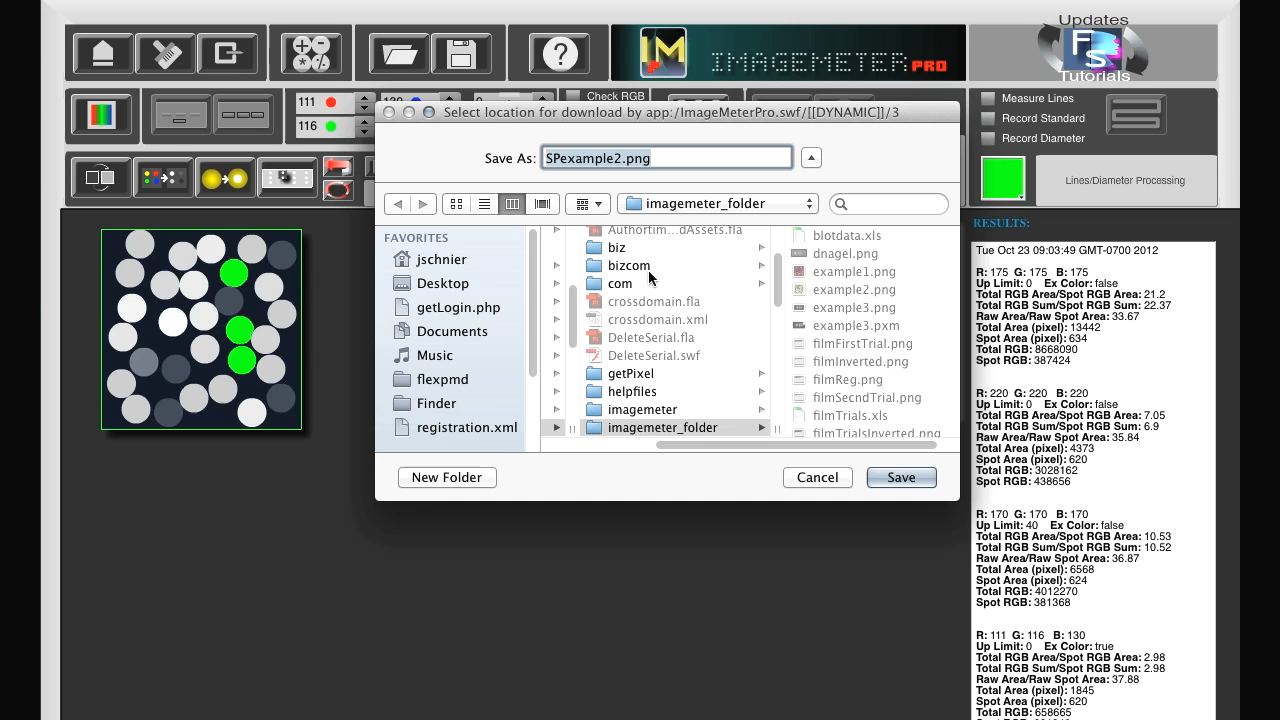 Updates
FS
Tutorials
IM
IMAGEMETER PRO
?
111
116
Check RGB
Measure Lines
Record Standard
Record Diameter
Lines/Diameter Processing
Select location for download by app:/ImageMeterPro.swf/[[DYNAMIC]]/3
Save As: SPexample2.png
imagemeter_folder
FAVORITES
jschnier
Desktop
getLogin.php
Documents
Music
flexpmd
Finder
registration.xml
Authortim...dAssets.fla
biz
bizcom
com
crossdomain.fla
crossdomain.xml
DeleteSerial.fla
DeleteSerial.swf
getPixel
helpfiles
imagemeter
imagemeter_folder
blotdata.xls
dnagel.png
example1.png
example2.png
example3.png
example3.pxm
filmFirstTrial.png
filmInverted.png
filmReg.png
filmSecndTrial.png
filmTrials.xls
filmTrialsInverted.png
New Folder
Cancel
Save
RESULTS:
Tue Oct 23 09:03:49 GMT-0700 2012
R: 175 G: 175 B: 175
Up Limit: 0 Ex Color: false
Total RGB Area/Spot RGB Area: 21.2
Total RGB Sum/Spot RGB Sum: 22.37
Raw Area/Raw Spot Area: 33.67
Total Area (pixel): 13442
Spot Area (pixel): 634
Total RGB: 8668090
Spot RGB: 387424
R: 220 G: 220 B: 220
Up Limit: 0 Ex Color: false
Total RGB Area/Spot RGB Area: 7.05
Total RGB Sum/Spot RGB Sum: 6.9
Raw Area/Raw Spot Area: 35.84
Total Area (pixel): 4373
Spot Area (pixel): 620
Total RGB: 3028162
Spot RGB: 438656
R: 170 G: 170 B: 170
Up Limit: 40 Ex Color: false
Total RGB Area/Spot RGB Area: 10.53
Total RGB Sum/Spot RGB Sum: 10.52
Raw Area/Raw Spot Area: 36.87
Total Area (pixel): 6568
Spot Area (pixel): 624
Total RGB: 4012270
Spot RGB: 381368
R: 111 G: 116 B: 130
Up Limit: 0 Ex Color: true
Total RGB Area/Spot RGB Area: 2.98
Total RGB Sum/Spot RGB Sum: 2.98
Raw Area/Raw Spot Area: 37.88
Total Area (pixel): 1845
Spot Area (pixel): 620
Total RGB: 658665